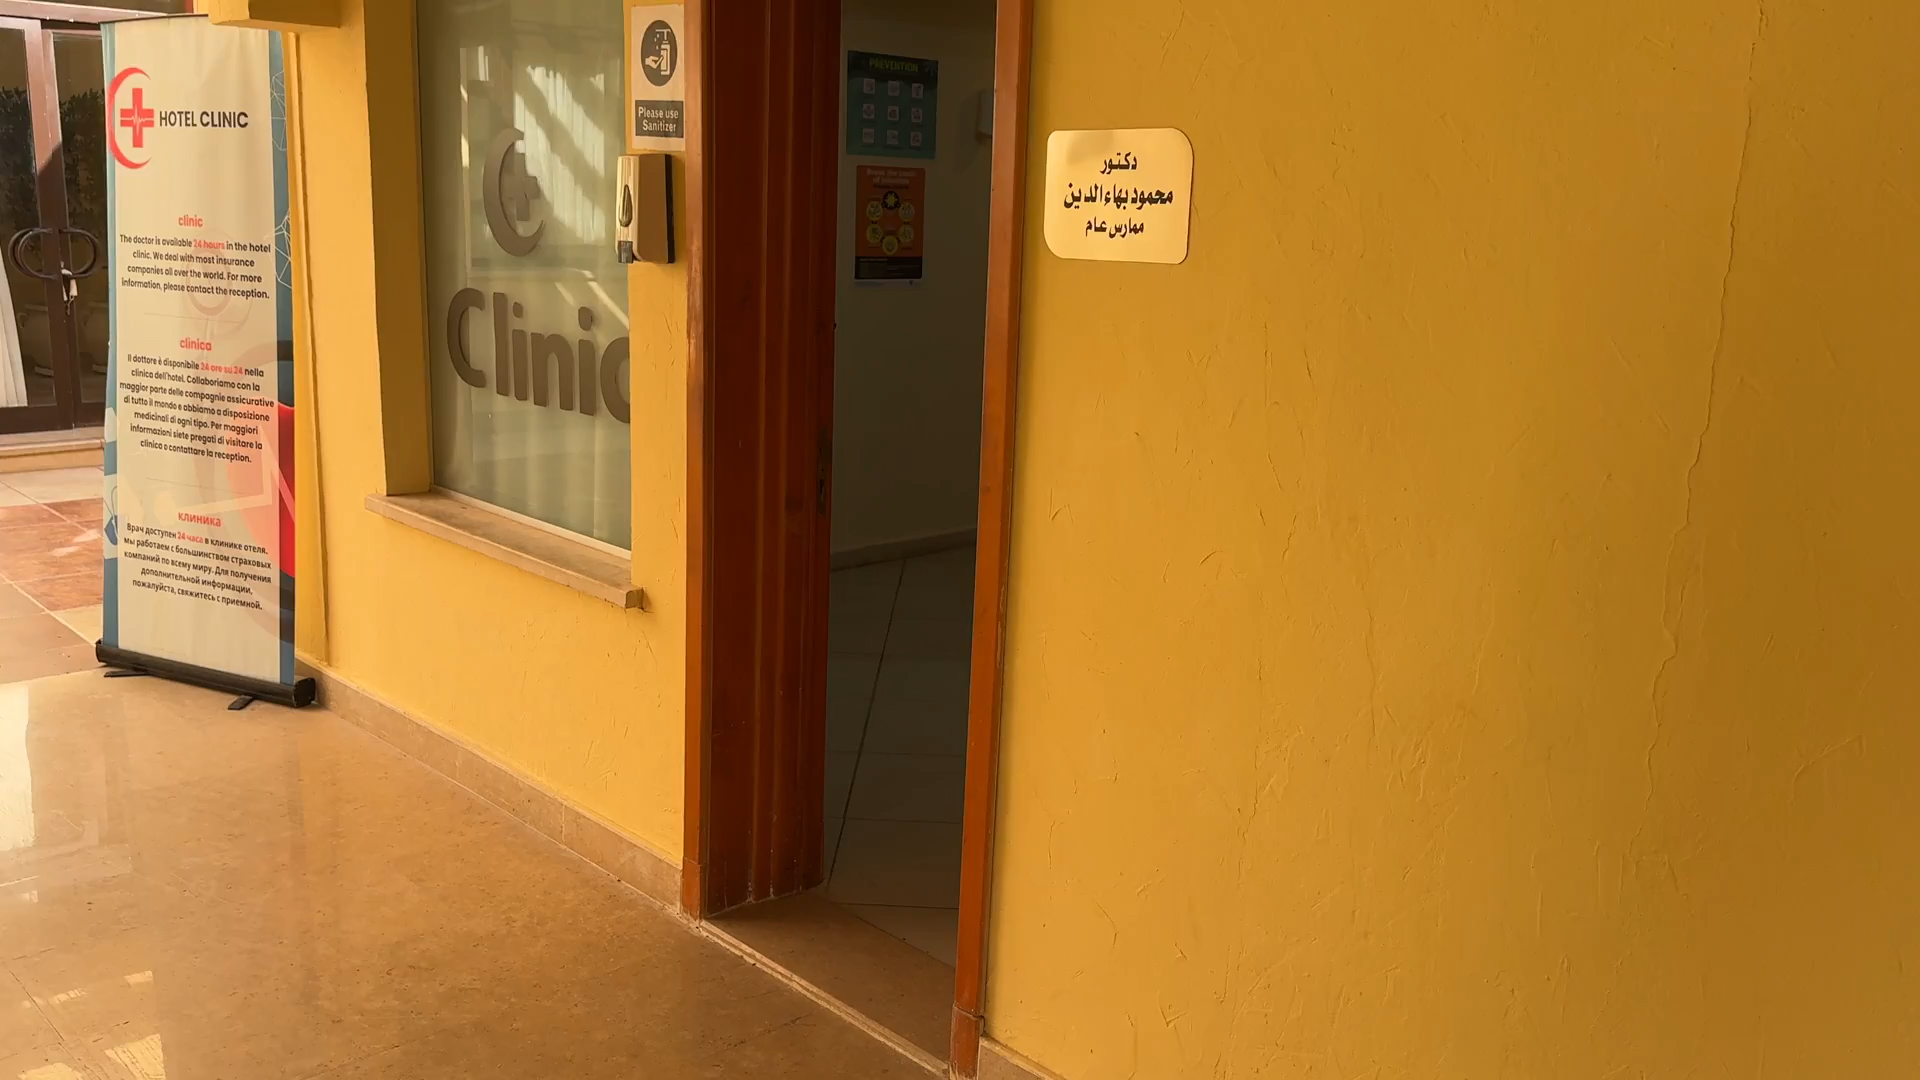 HOTEL CLINIC
clinic
The doctor is available 24 hours in the hotel
clinic. We deal with most insurance
companies all over the world. For more
information, please contact the reception.
clinica
Il dottore è disponibile 24 ore su 24 nella
clinica dell'hotel. Collaboriamo con la
maggior parte delle compagnie assicurative
di tutto il mondo e abbiamo a disposizione
medicinali di ogni tipo. Per maggiori
informazioni siete pregati di visitare la
clinica o contattare la reception.
клиника
Врач доступен 24 часа в клинике отеля.
мы работаем с большинством страховых
компаний по всему миру. Для получения
дополнительной информации,
пожалуйста, свяжитесь с приемной.
Clinic
Please use
Sanitizer
PREVENTION
دكتور
محمود بهاء الدين
ممارس عام